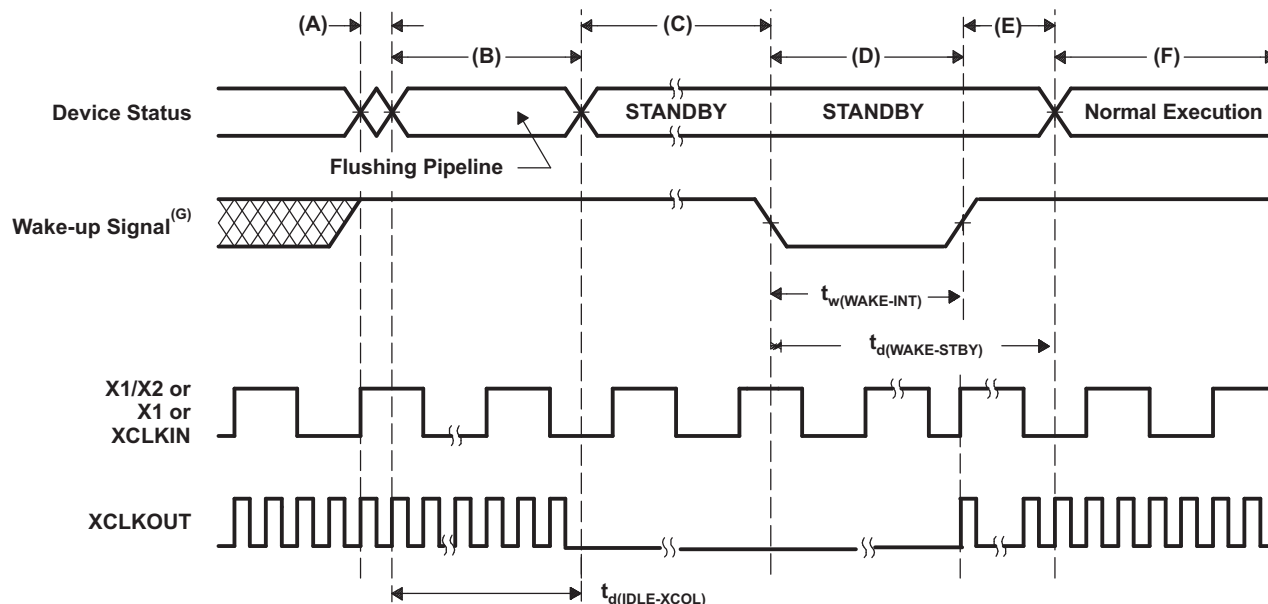 (A)
(C)
(E)
(B)
(D)
(F)
Device Status
STANDBY
STANDBY
Normal Execution
Flushing Pipeline
Wake-up Signal(G)
tw(WAKE-INT)
td(WAKE-STBY)
X1/X2 or
X1 or
XCLKIN
XCLKOUT
td(IDLE-XCOL)